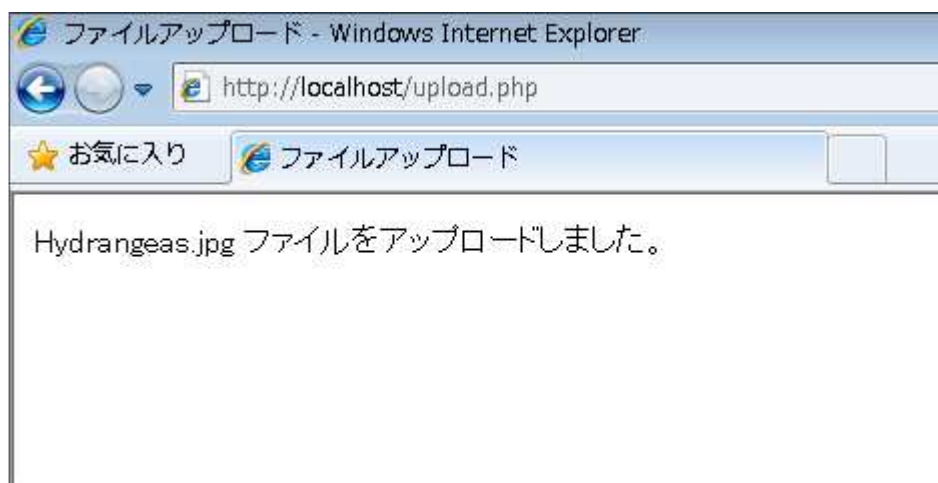 ファイルアップロード - Windows Internet Explorer
http://localhost/upload.php
お気に入り ファイルアップロード
Hydrangeas.jpg ファイルをアップロードしました。